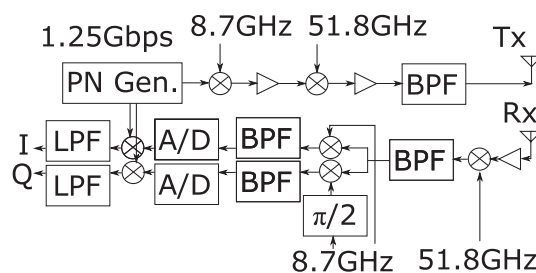 1.25Gbps
8.7GHz
51.8GHz
Tx
PN Gen.
BPF
Rx
I
LPF
A/D
BPF
BPF
Q
LPF
A/D
BPF
π/2
8.7GHz
51.8GHz